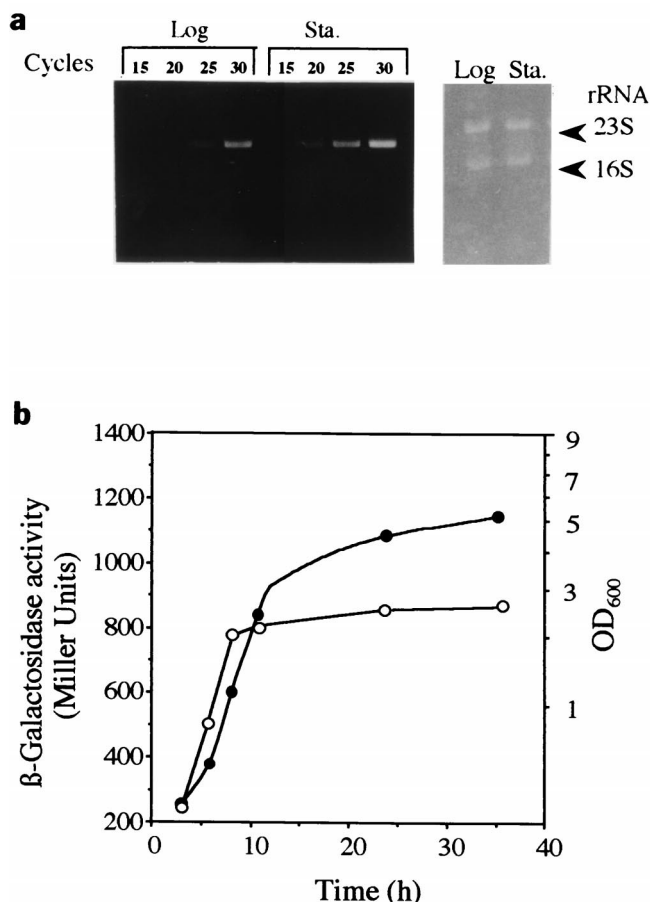 a
Log Sta.
Cycles 15 20 25 30 15 20 25 30
Log Sta.
rRNA
23S
16S
b
1400
1200
1000
800
600
400
200
ß-Galactosidase activity
(Miller Units)
9
7
5
3
1
OD600
0 10 20 30 40
Time (h)